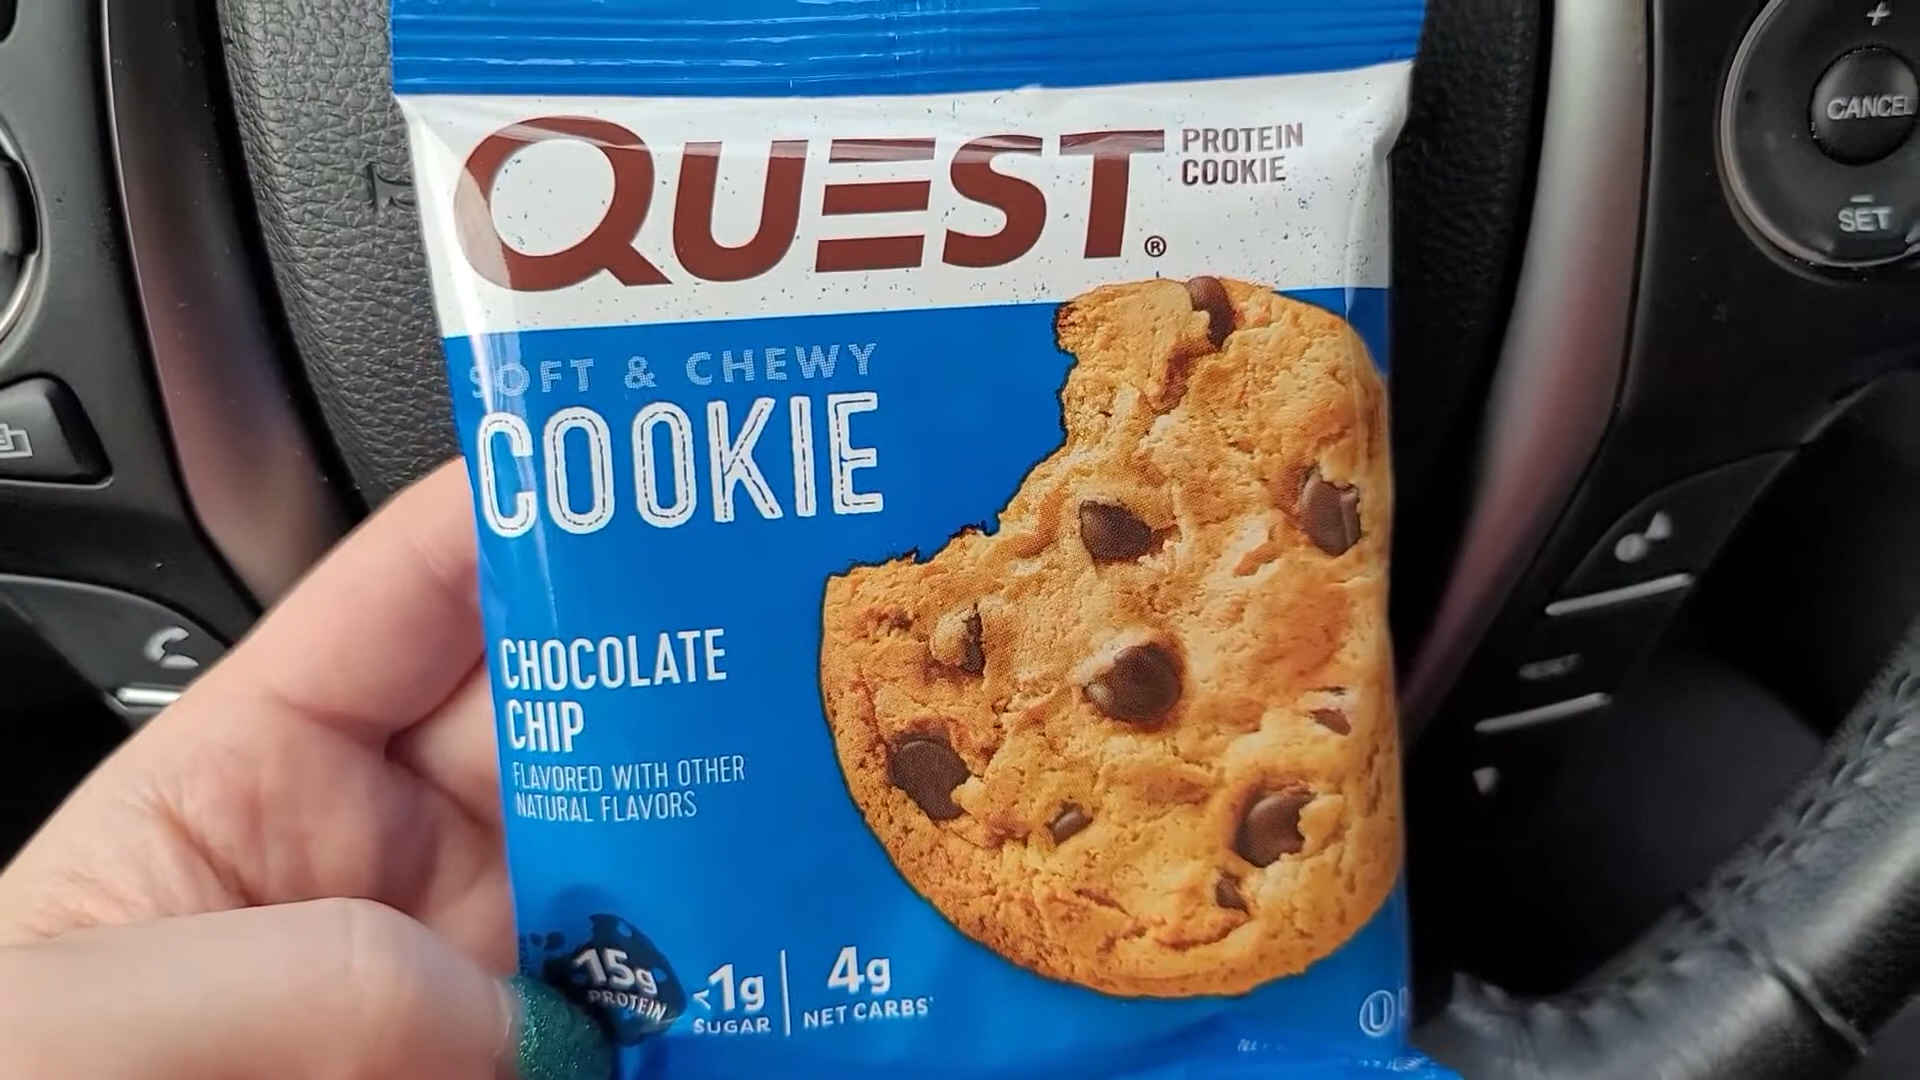 QUEST®
PROTEIN
COOKIE
SOFT & CHEWY
COOKIE
CHOCOLATE
CHIP
FLAVORED WITH OTHER
NATURAL FLAVORS
15g
PROTEIN
<1g
SUGAR
4g
NET CARBS
U
+
CANCEL
−
SET